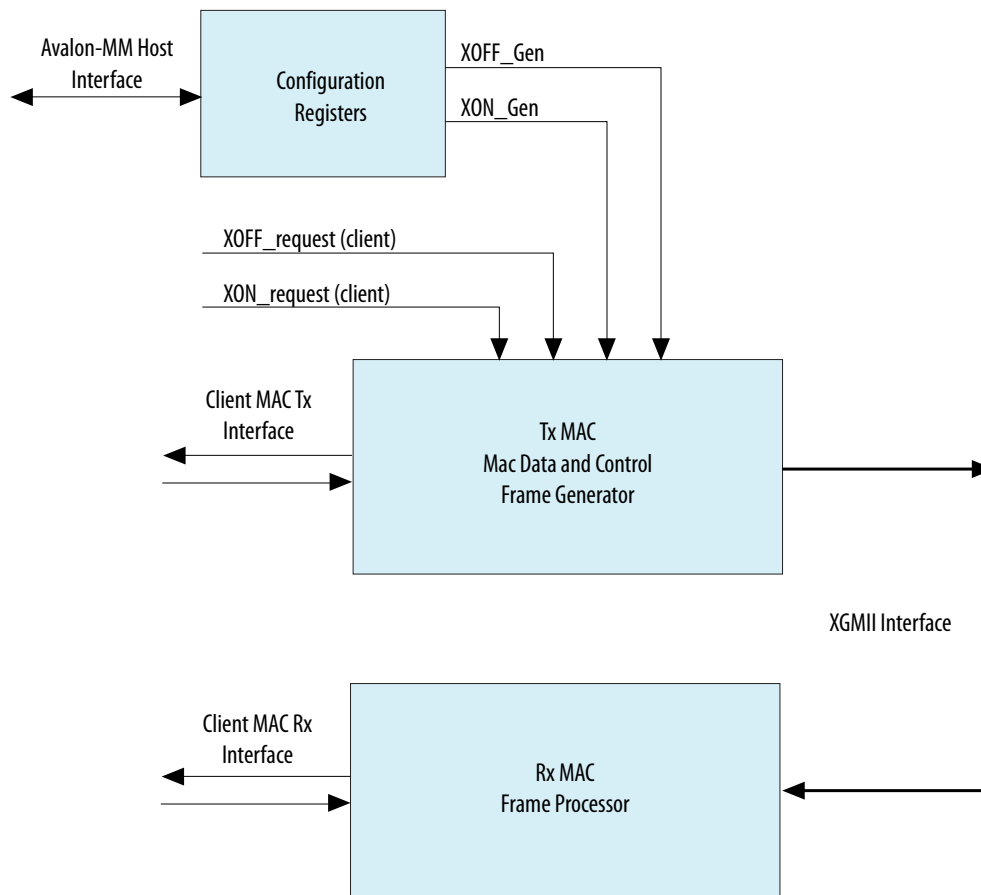 Avalon-MM Host
Interface
Configuration
Registers
XOFF_Gen
XON_Gen
XOFF_request (client)
XON_request (client)
Client MAC Tx
Interface
Tx MAC
Mac Data and Control
Frame Generator
XGMII Interface
Client MAC Rx
Interface
Rx MAC
Frame Processor